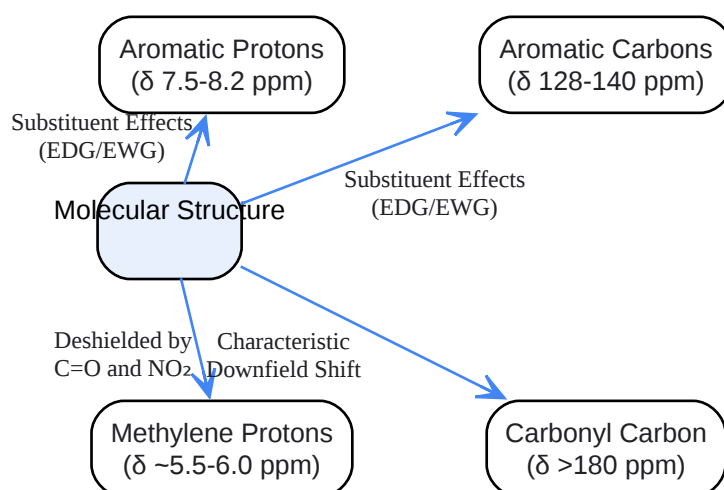 Aromatic Protons
(δ 7.5-8.2 ppm)
Aromatic Carbons
(δ 128-140 ppm)
Substituent Effects
(EDG/EWG)
Substituent Effects
(EDG/EWG)
Molecular Structure
Deshielded by
C=O and NO₂
Characteristic
Downfield Shift
Methylene Protons
(δ ~5.5-6.0 ppm)
Carbonyl Carbon
(δ >180 ppm)